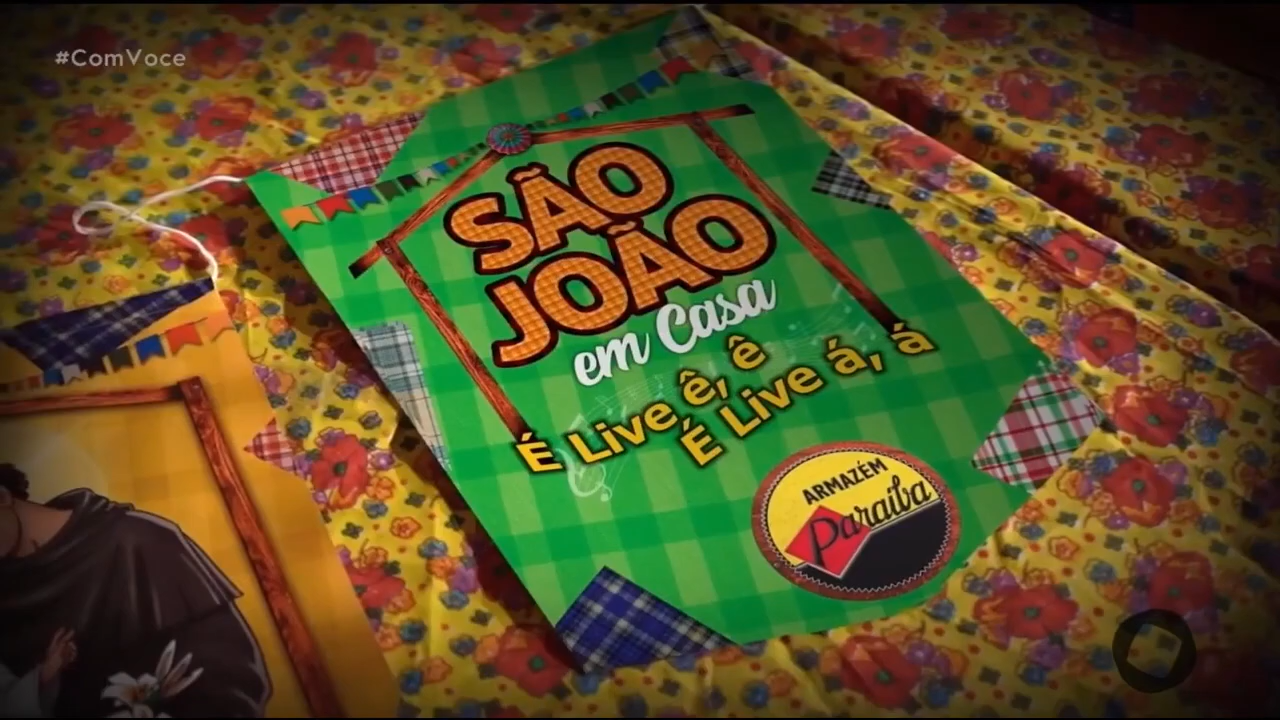 #ComVoce
SÃO
JOÃO
em Casa
É Live ê, ê
É Live á, á
ARMAZÉM
Paraíba